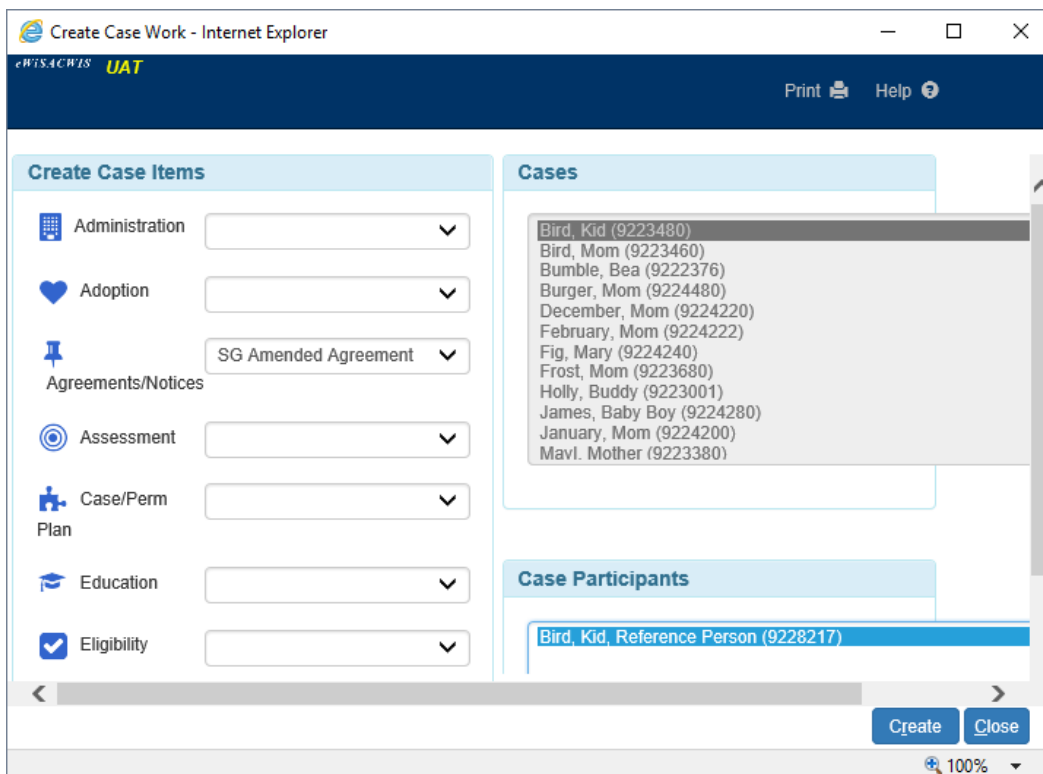 Create Case Work - Internet Explorer
eWiSACWIS UAT
Print Help ?
Create Case Items
Administration
Adoption
SG Amended Agreement
Agreements/Notices
Assessment
Case/Perm
Plan
Education
Eligibility
Cases
Bird, Kid (9223480)
Bird, Mom (9223460)
Bumble, Bea (9222376)
Burger, Mom (9224480)
December, Mom (9224220)
February, Mom (9224222)
Fig, Mary (9224240)
Frost, Mom (9223680)
Holly, Buddy (9223001)
James, Baby Boy (9224280)
January, Mom (9224200)
MayI, Mother (9223380)
Case Participants
Bird, Kid, Reference Person (9228217)
Create Close
100%